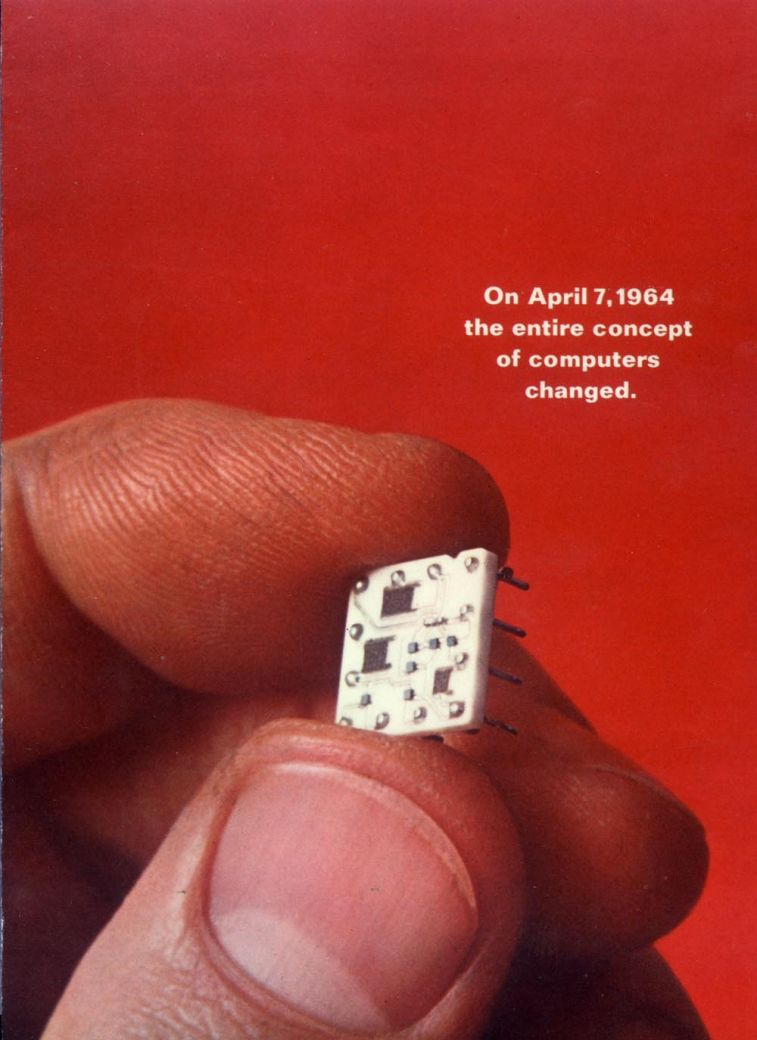 On April 7, 1964
the entire concept
of computers
changed.